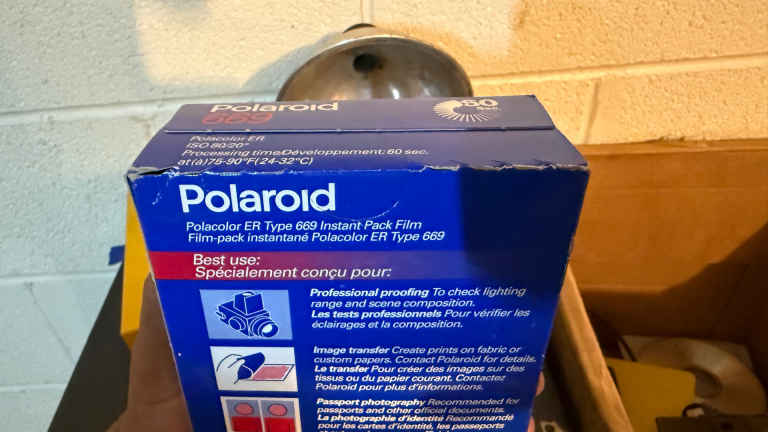 Polaroid
669
80
Polacolor ER
ISO 80/20°
Processing time/Développement: 60 sec.
at (à) 75-90°F (24-32°C)
Polaroid
Polacolor ER Type 669 Instant Pack Film
Film-pack instantané Polacolor ER Type 669
Best use:
Spécialement conçu pour:
Professional proofing To check lighting
range and scene composition.
Les tests professionnels Pour vérifier les
éclairages et la composition.
Image transfer Create prints on fabric or
custom papers. Contact Polaroid for details.
Le transfer Pour créer des images sur des
tissus ou du papier courant. Contactez
Polaroid pour plus d'informations.
Passport photography Recommended for
passports and other official documents.
La photographie d'identité Recommandé
pour les cartes d'identité, les passeports